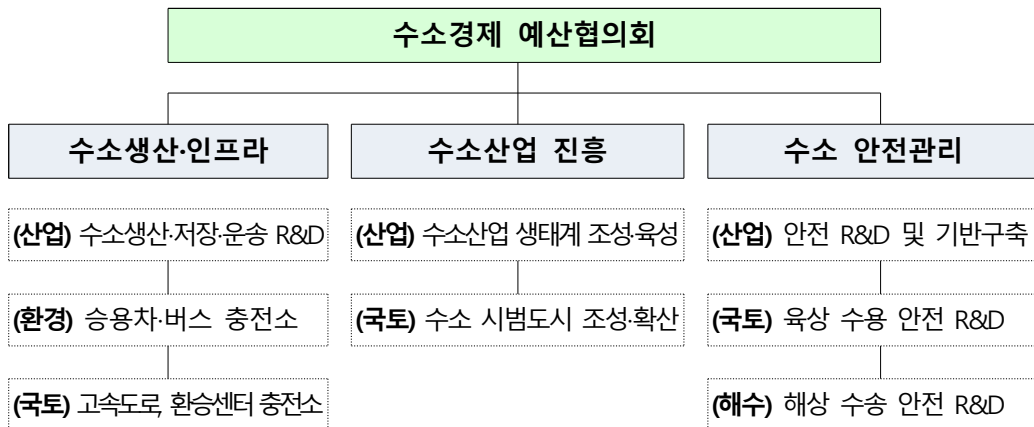 수소경제 예산협의회
수소생산·인프라
(산업) 수소생산·저장·운송 R&D
(환경) 승용차·버스 충전소
(국토) 고속도로, 환승센터 충전소
수소산업 진흥
(산업) 수소산업 생태계 조성·육성
(국토) 수소 시범도시 조성·확산
수소 안전관리
(산업) 안전 R&D 및 기반구축
(국토) 육상 수용 안전 R&D
(해수) 해상 수송 안전 R&D